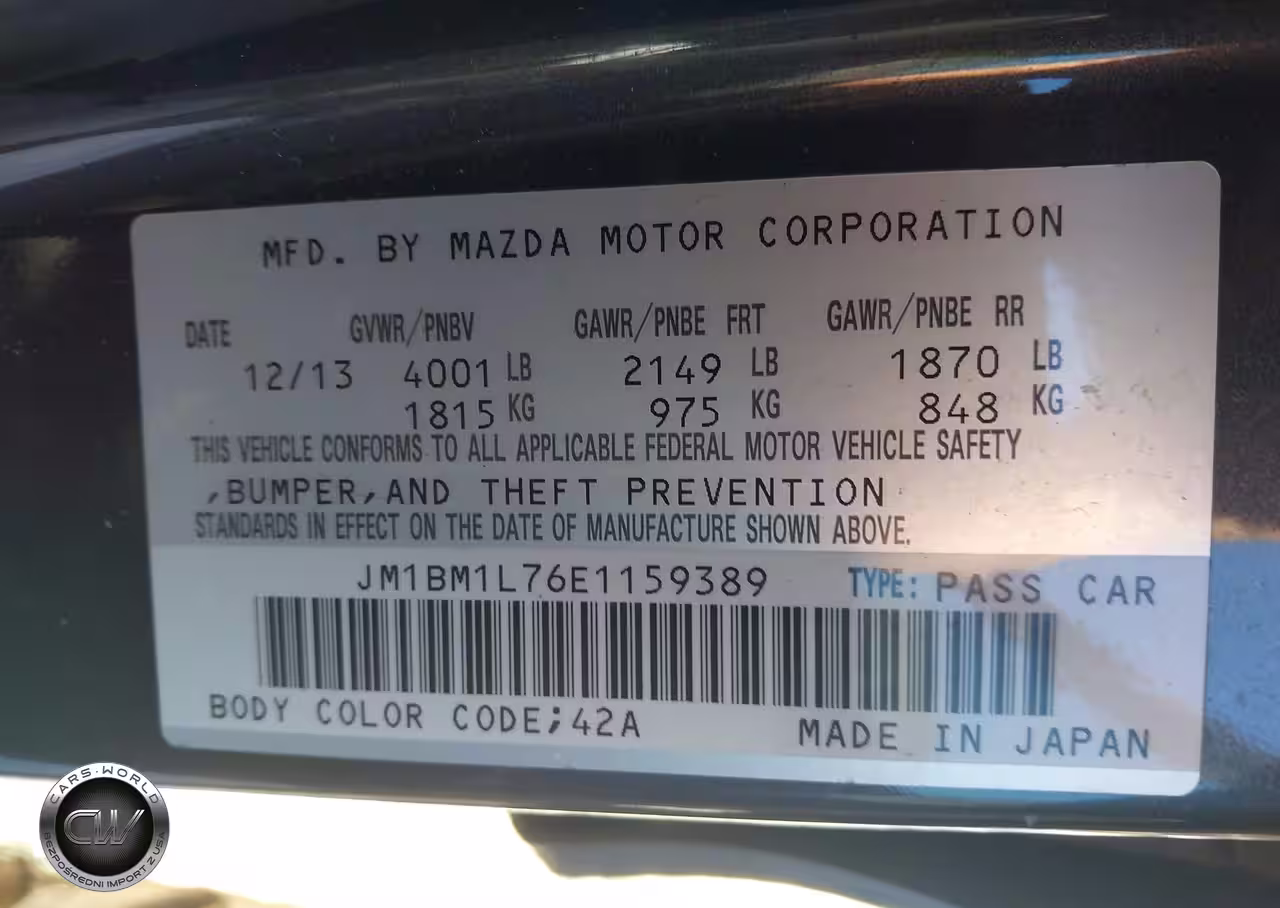 MFD. BY MAZDA MOTOR CORPORATION
DATE GVWR/PNBV GAWR/PNBE FRT GAWR/PNBE RR
12/13 4001 LB 2149 LB 1870 LB
1815 KG 975 KG 848 KG
THIS VEHICLE CONFORMS TO ALL APPLICABLE FEDERAL MOTOR VEHICLE SAFETY
,BUMPER,AND THEFT PREVENTION
STANDARDS IN EFFECT ON THE DATE OF MANUFACTURE SHOWN ABOVE.
JM1BM1L76E1159389 TYPE: PASS CAR
BODY COLOR CODE;42A MADE IN JAPAN
CARS·WORLD
CW
BEZPOŚREDNI IMPORT Z USA